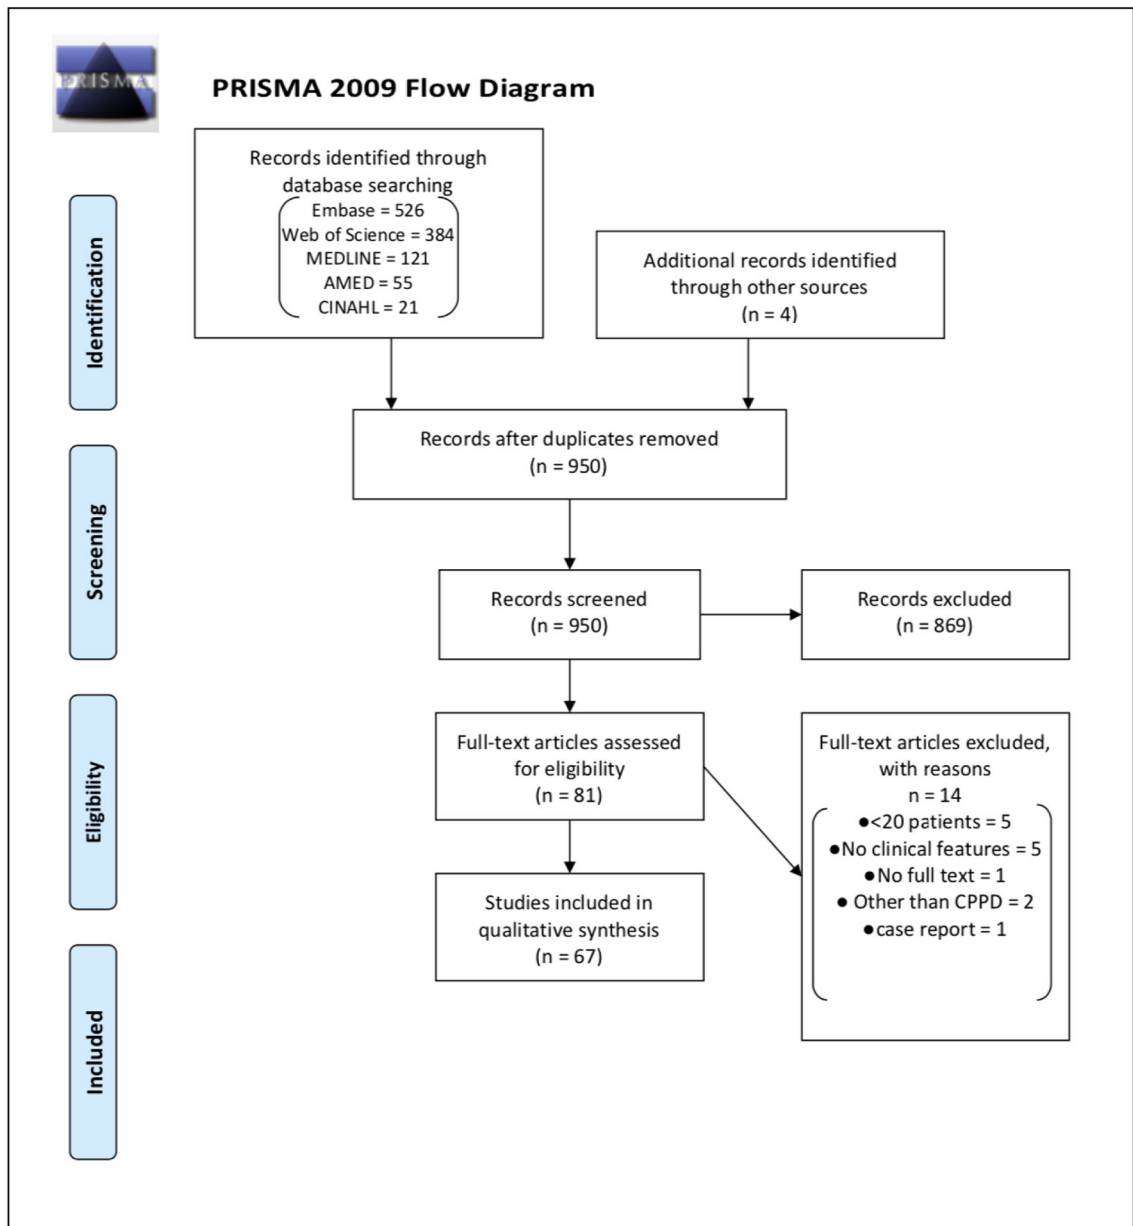 PRISMA
PRISMA 2009 Flow Diagram
Records identified through
database searching
Embase = 526
Web of Science = 384
MEDLINE = 121
AMED = 55
CINAHL = 21
Additional records identified
through other sources
(n = 4)
Identification
Records after duplicates removed
(n = 950)
Screening
Records screened
(n = 950)
Records excluded
(n = 869)
Eligibility
Full-text articles assessed
for eligibility
(n = 81)
Full-text articles excluded,
with reasons
n = 14
●<20 patients = 5
●No clinical features = 5
●No full text = 1
● Other than CPPD = 2
●case report = 1
Studies included in
qualitative synthesis
(n = 67)
Included